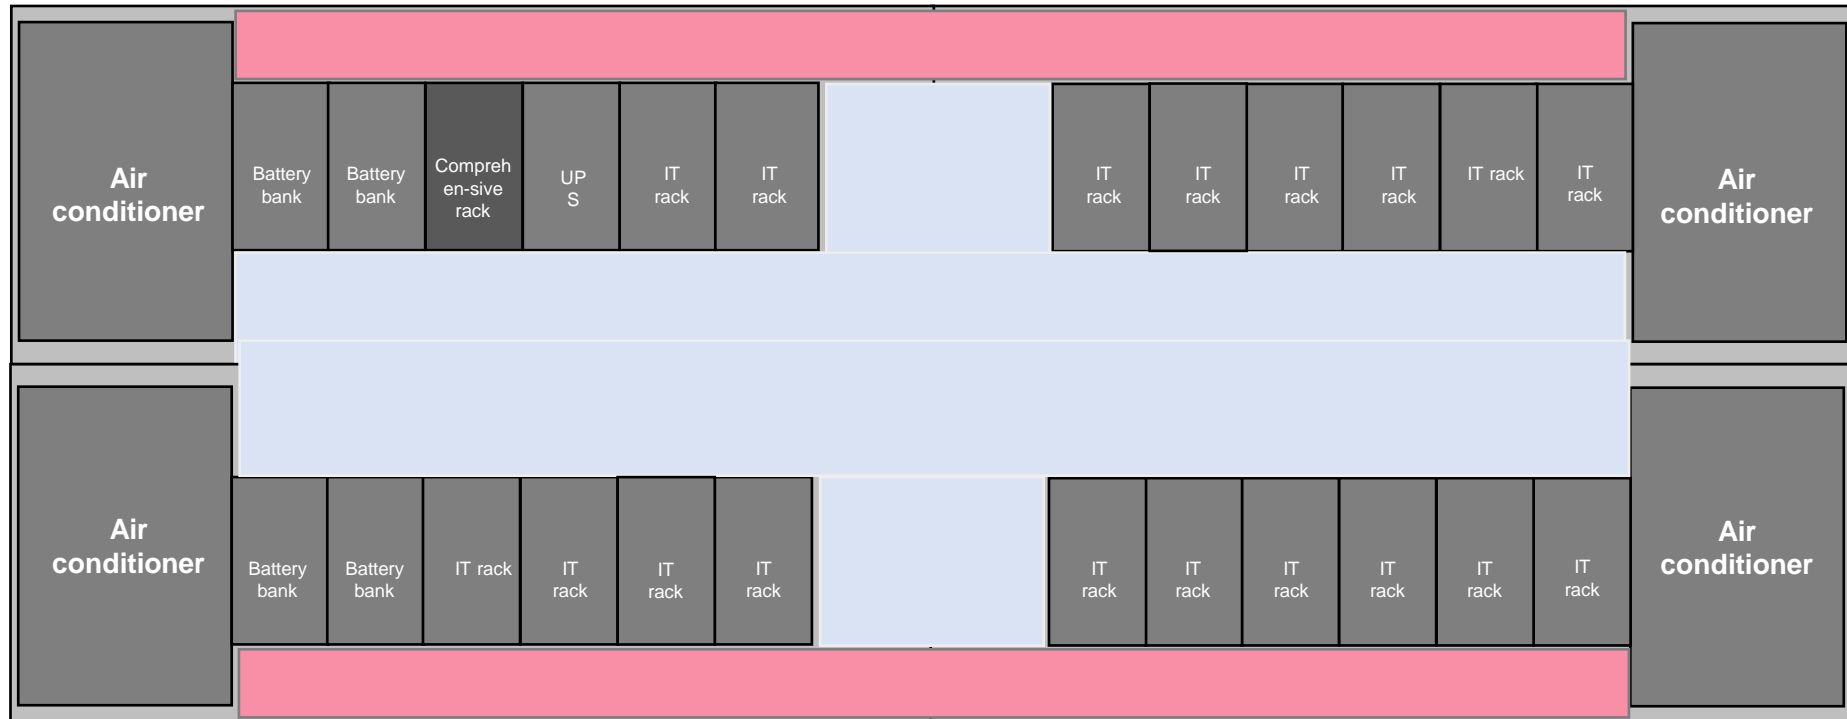 Air
conditioner
Battery
bank
Battery
bank
Compreh
en-sive
rack
UP
S
IT
rack
IT
rack
IT
rack
IT
rack
IT
rack
IT
rack
IT rack
IT
rack
Air
conditioner
Air
conditioner
Battery
bank
Battery
bank
IT rack
IT
rack
IT
rack
IT
rack
IT
rack
IT
rack
IT
rack
IT
rack
IT
rack
IT
rack
Air
conditioner